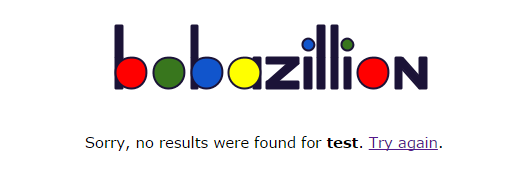 bobazillion
Sorry, no results were found for test. Try again.